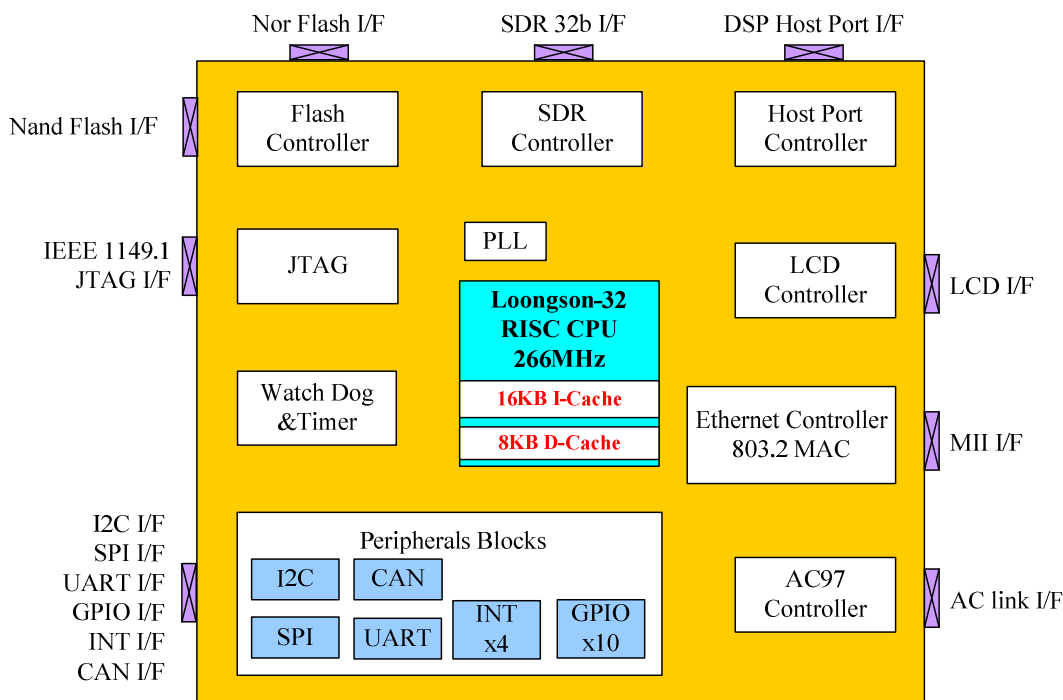 Nor Flash I/F
SDR 32b I/F
DSP Host Port I/F
Nand Flash I/F
Flash
Controller
SDR
Controller
Host Port
Controller
IEEE 1149.1
JTAG I/F
JTAG
PLL
LCD
Controller
LCD I/F
Loongson-32
RISC CPU
266MHz
16KB I-Cache
8KB D-Cache
Watch Dog
&Timer
Ethernet Controller
803.2 MAC
MII I/F
I2C I/F
SPI I/F
UART I/F
GPIO I/F
INT I/F
CAN I/F
Peripherals Blocks
I2C
CAN
SPI
UART
INT
x4
GPIO
x10
AC97
Controller
AC link I/F